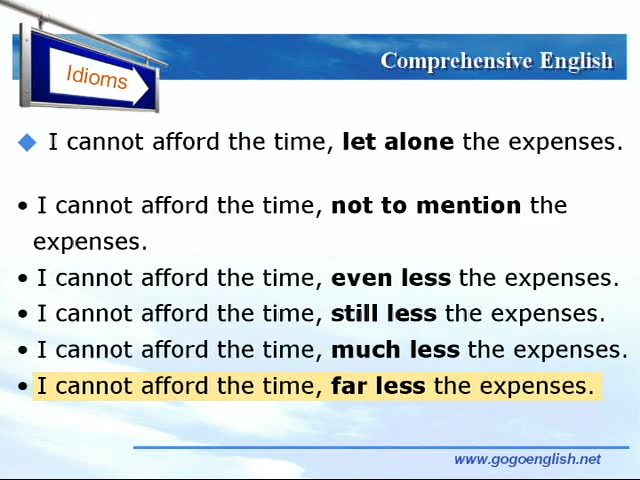 Idioms
Comprehensive English
I cannot afford the time, let alone the expenses.
• I cannot afford the time, not to mention the
expenses.
• I cannot afford the time, even less the expenses.
• I cannot afford the time, still less the expenses.
• I cannot afford the time, much less the expenses.
• I cannot afford the time, far less the expenses.
www.gogoenglish.net